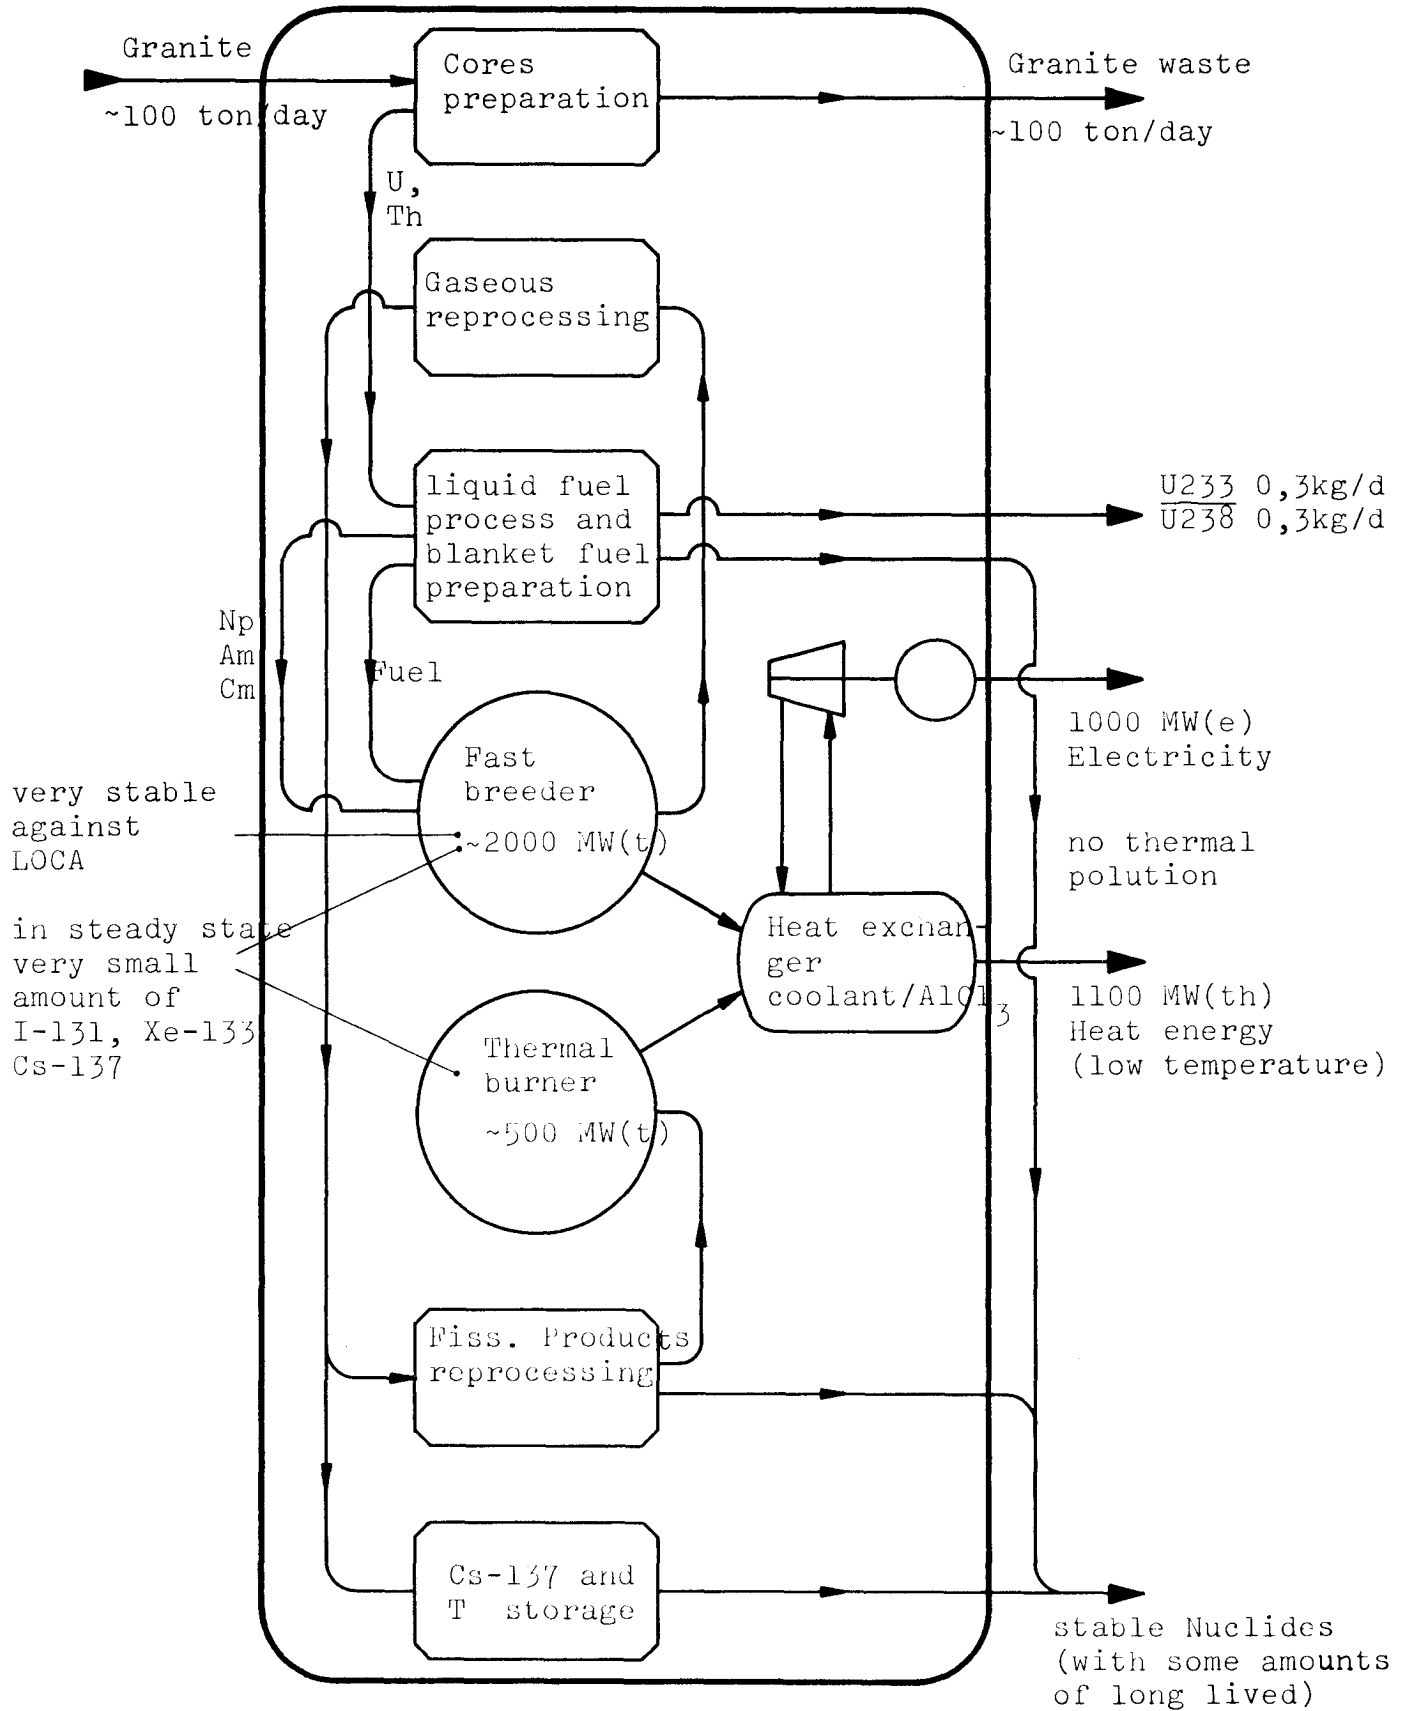 Granite
~100 ton/day
Cores
preparation
Granite waste
~100 ton/day
U,
Th
Gaseous
reprocessing
liquid fuel
process and
blanket fuel
preparation
U233 0,3kg/d
U238 0,3kg/d
Np
Am
Cm
Fuel
1000 MW(e)
Electricity
Fast
breeder
~2000 MW(t)
very stable
against
LOCA
no thermal
polution
in steady state
very small
amount of
I-131, Xe-133
Cs-137
Heat exchan-
ger
coolant/AlCl3
1100 MW(th)
Heat energy
(low temperature)
Thermal
burner
~500 MW(t)
Fiss. Products
reprocessing
Cs-137 and
T storage
stable Nuclides
(with some amounts
of long lived)